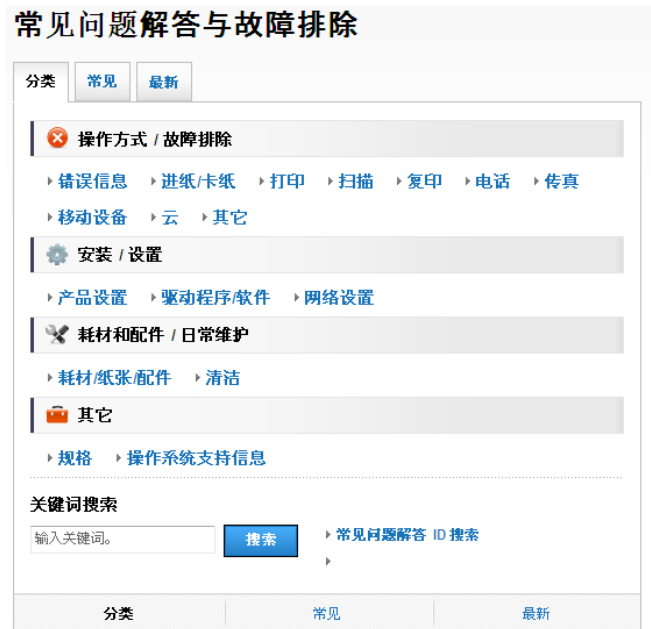 常见问题解答与故障排除
分类 常见 最新
操作方式 / 故障排除
错误信息 进纸/卡纸 打印 扫描 复印 电话 传真
移动设备 云 其它
安装 / 设置
产品设置 驱动程序/软件 网络设置
耗材和配件 / 日常维护
耗材/纸张/配件 清洁
其它
规格 操作系统支持信息
关键词搜索
输入关键词。 搜索 常见问题解答 ID 搜索
分类 常见 最新